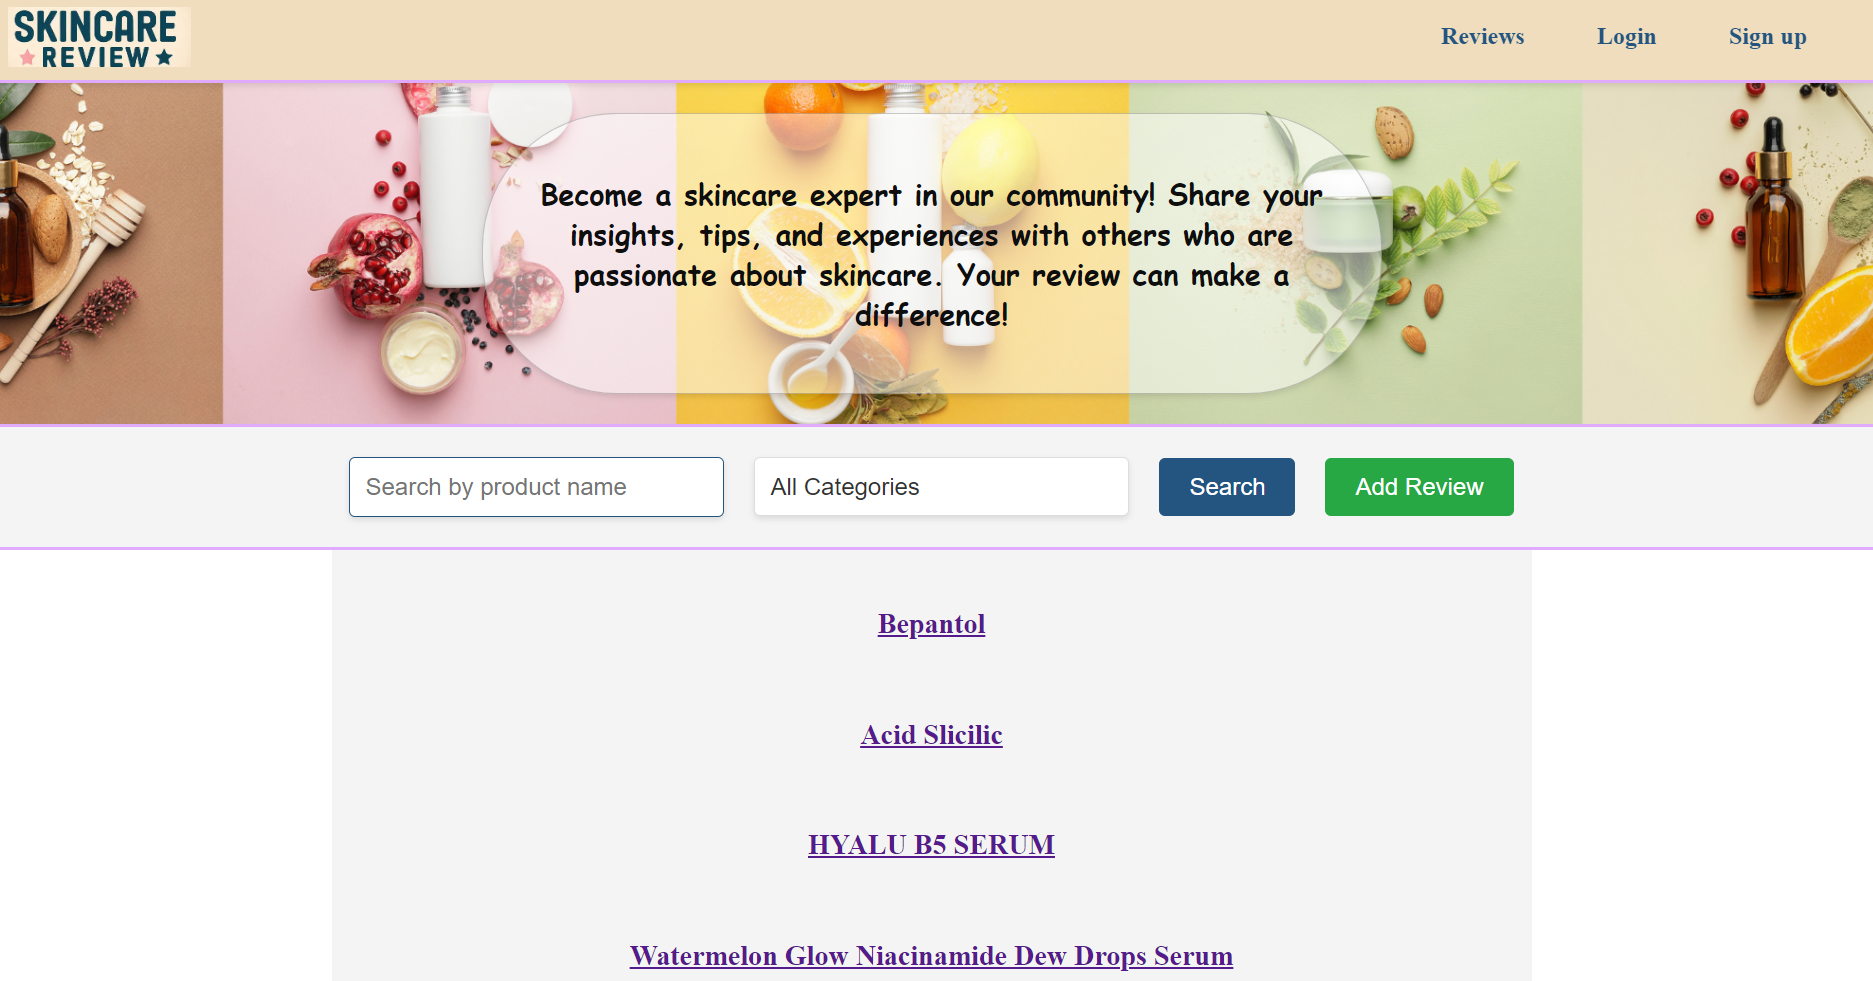 SKINCARE
REVIEW
Reviews Login Sign up
Become a skincare expert in our community! Share your
insights, tips, and experiences with others who are
passionate about skincare. Your review can make a
difference!
Search by product name All Categories Search Add Review
Bepantol
Acid Slicilic
HYALU B5 SERUM
Watermelon Glow Niacinamide Dew Drops Serum